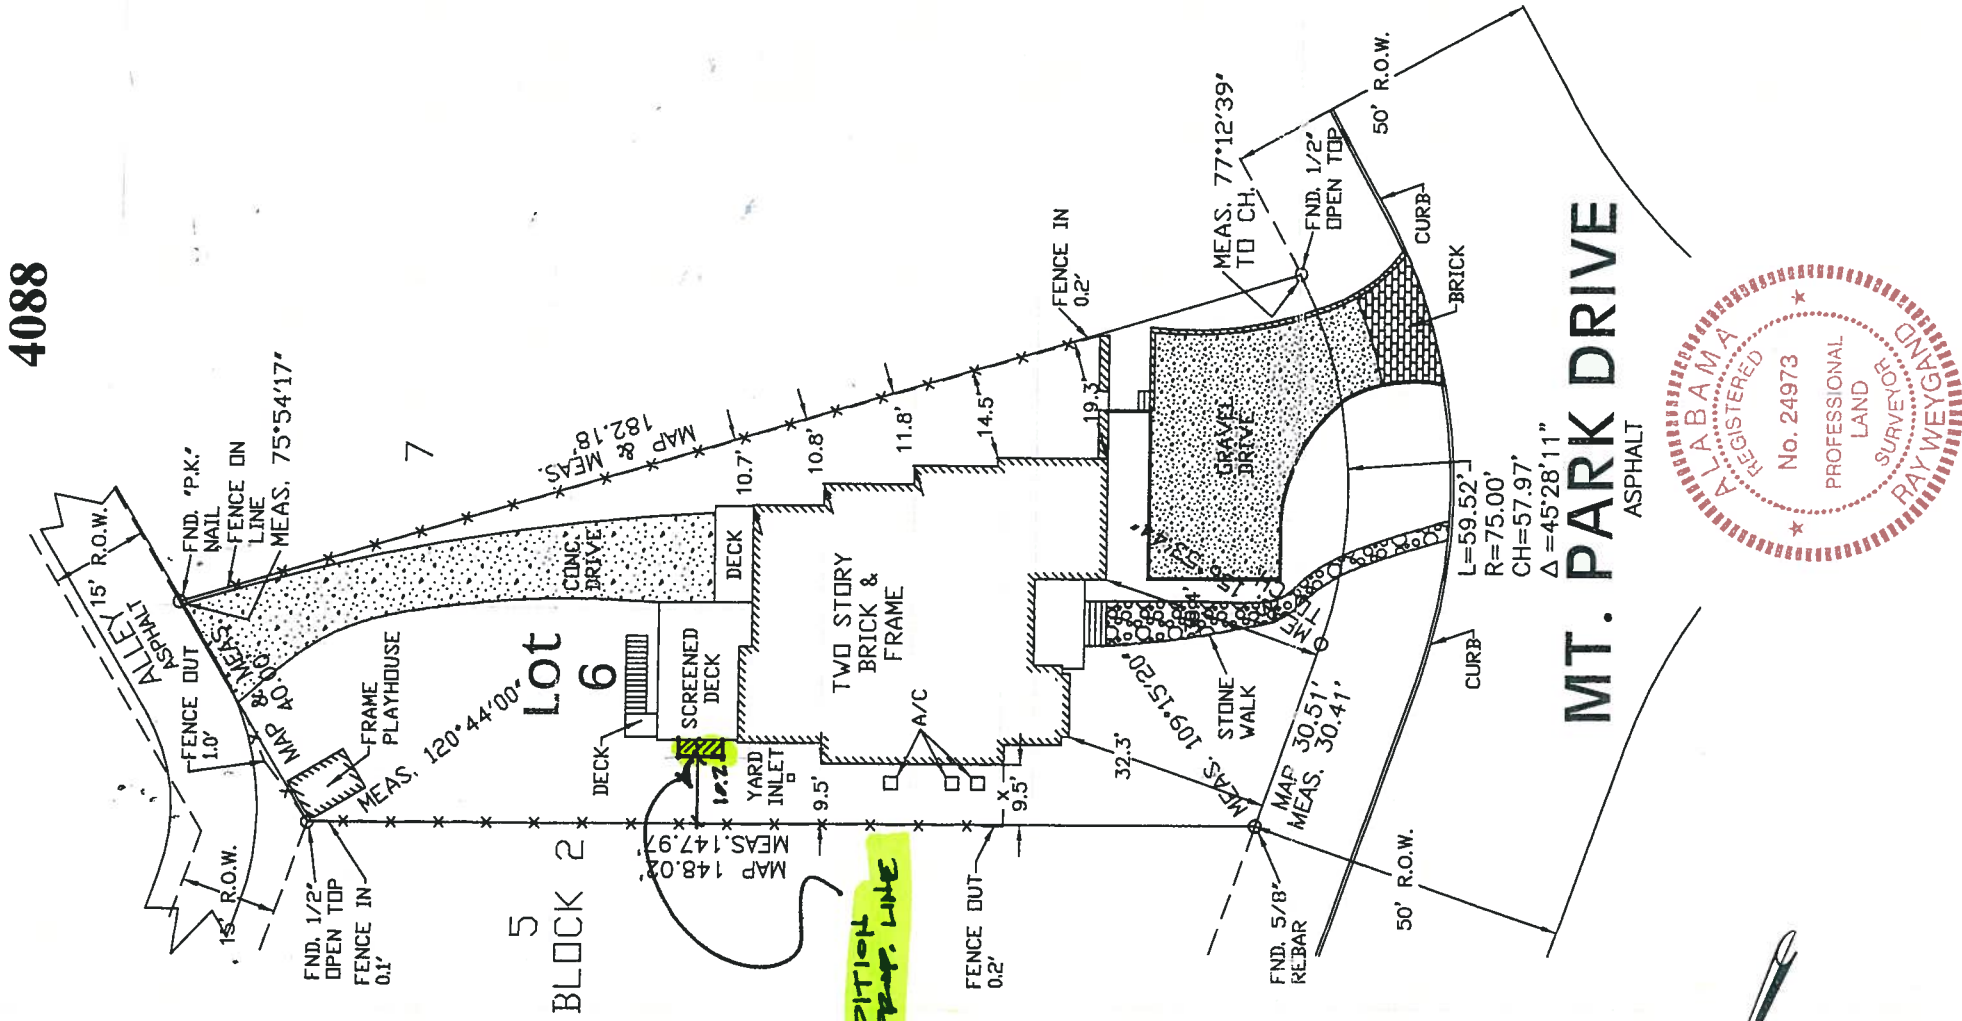 4088
15' R.O.W.
ALLEY
ASPHALT
FND. "P.K."
NAIL
FENCE ON
LINE
MEAS. 75°54'17"
7
MEAS.
&
MAP
182.18'
FENCE OUT
1.0'
MAP & MEAS.
40.00'
FRAME
PLAYHOUSE
MEAS. 120°44'00"
Lot
6
CONC.
DRIVE
DECK
SCREENED
DECK
DECK
10.7'
10.8'
11.8'
14.5'
19.3'
FENCE IN
0.2'
MEAS. 77°12'39"
TO CH.
FND. 1/2"
OPEN TOP
50' R.O.W.
TWO STORY
BRICK &
FRAME
A/C
YARD
INLET
10.2
9.5'
9.5'
X
32.3'
GRAVEL
DRIVE
STONE
WALK
MEAS. 109°15'20"
MAP 30.51'
MEAS. 30.41'
CURB
BRICK
CURB
L=59.52'
R=75.00'
CH=57.97'
Δ=45°28'11"
MT. PARK DRIVE
ASPHALT
15' R.O.W.
FND. 1/2"
OPEN TOP
FENCE IN
0.1'
5
BLOCK 2
MAP 148.02'
MEAS.147.97'
PROP. LINE
FENCE OUT
0.2'
FND. 5/8"
REBAR
50' R.O.W.
ALABAMA
REGISTERED
No. 24973
PROFESSIONAL
LAND
SURVEYOR
RAY WEYGAND